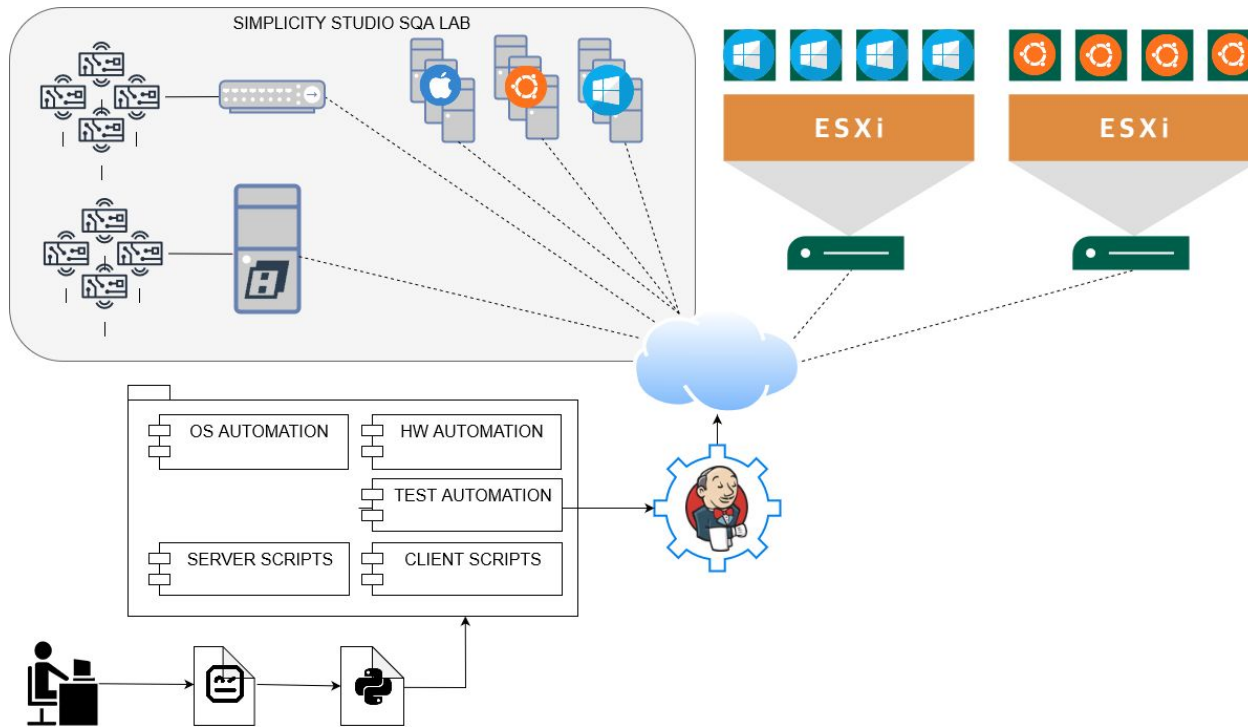 SIMPLICITY STUDIO SQA LAB
ESXi
ESXi
OS AUTOMATION
HW AUTOMATION
TEST AUTOMATION
SERVER SCRIPTS
CLIENT SCRIPTS